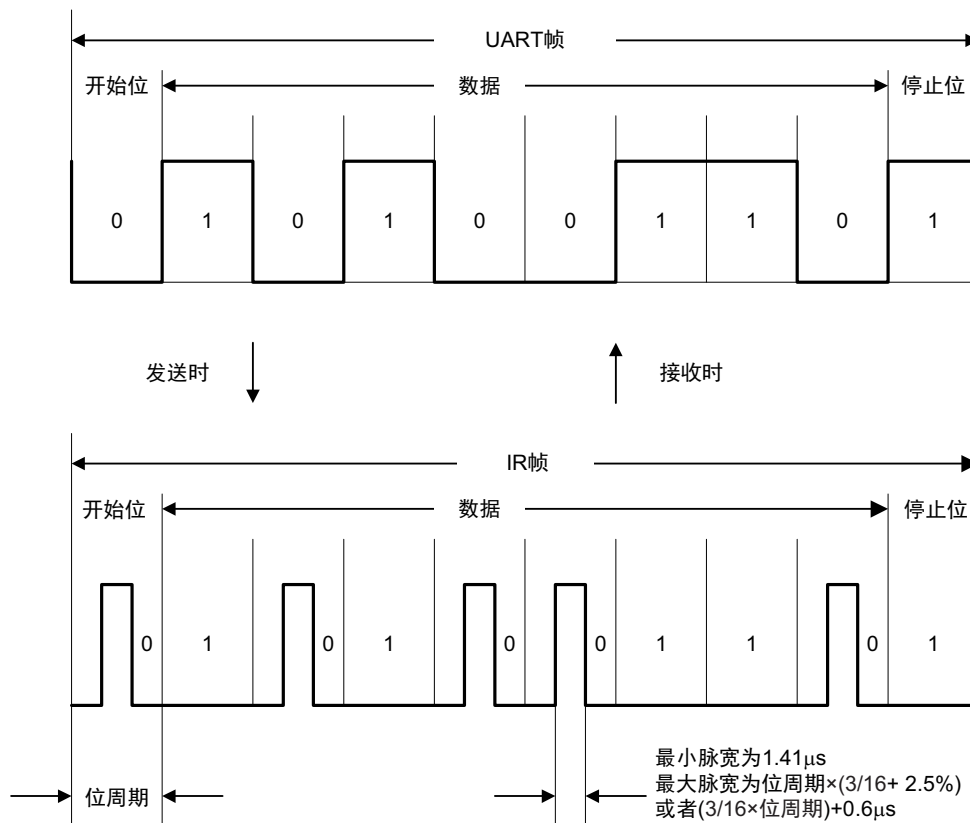 UART帧
开始位 数据 停止位
0 1 0 1 0 0 1 1 0 1
发送时 接收时
IR帧
开始位 数据 停止位
0 1 0 1 0 0 1 1 0 1
位周期
最小脉宽为1.41μs
最大脉宽为位周期×(3/16+ 2.5%)
或者(3/16×位周期)+0.6μs